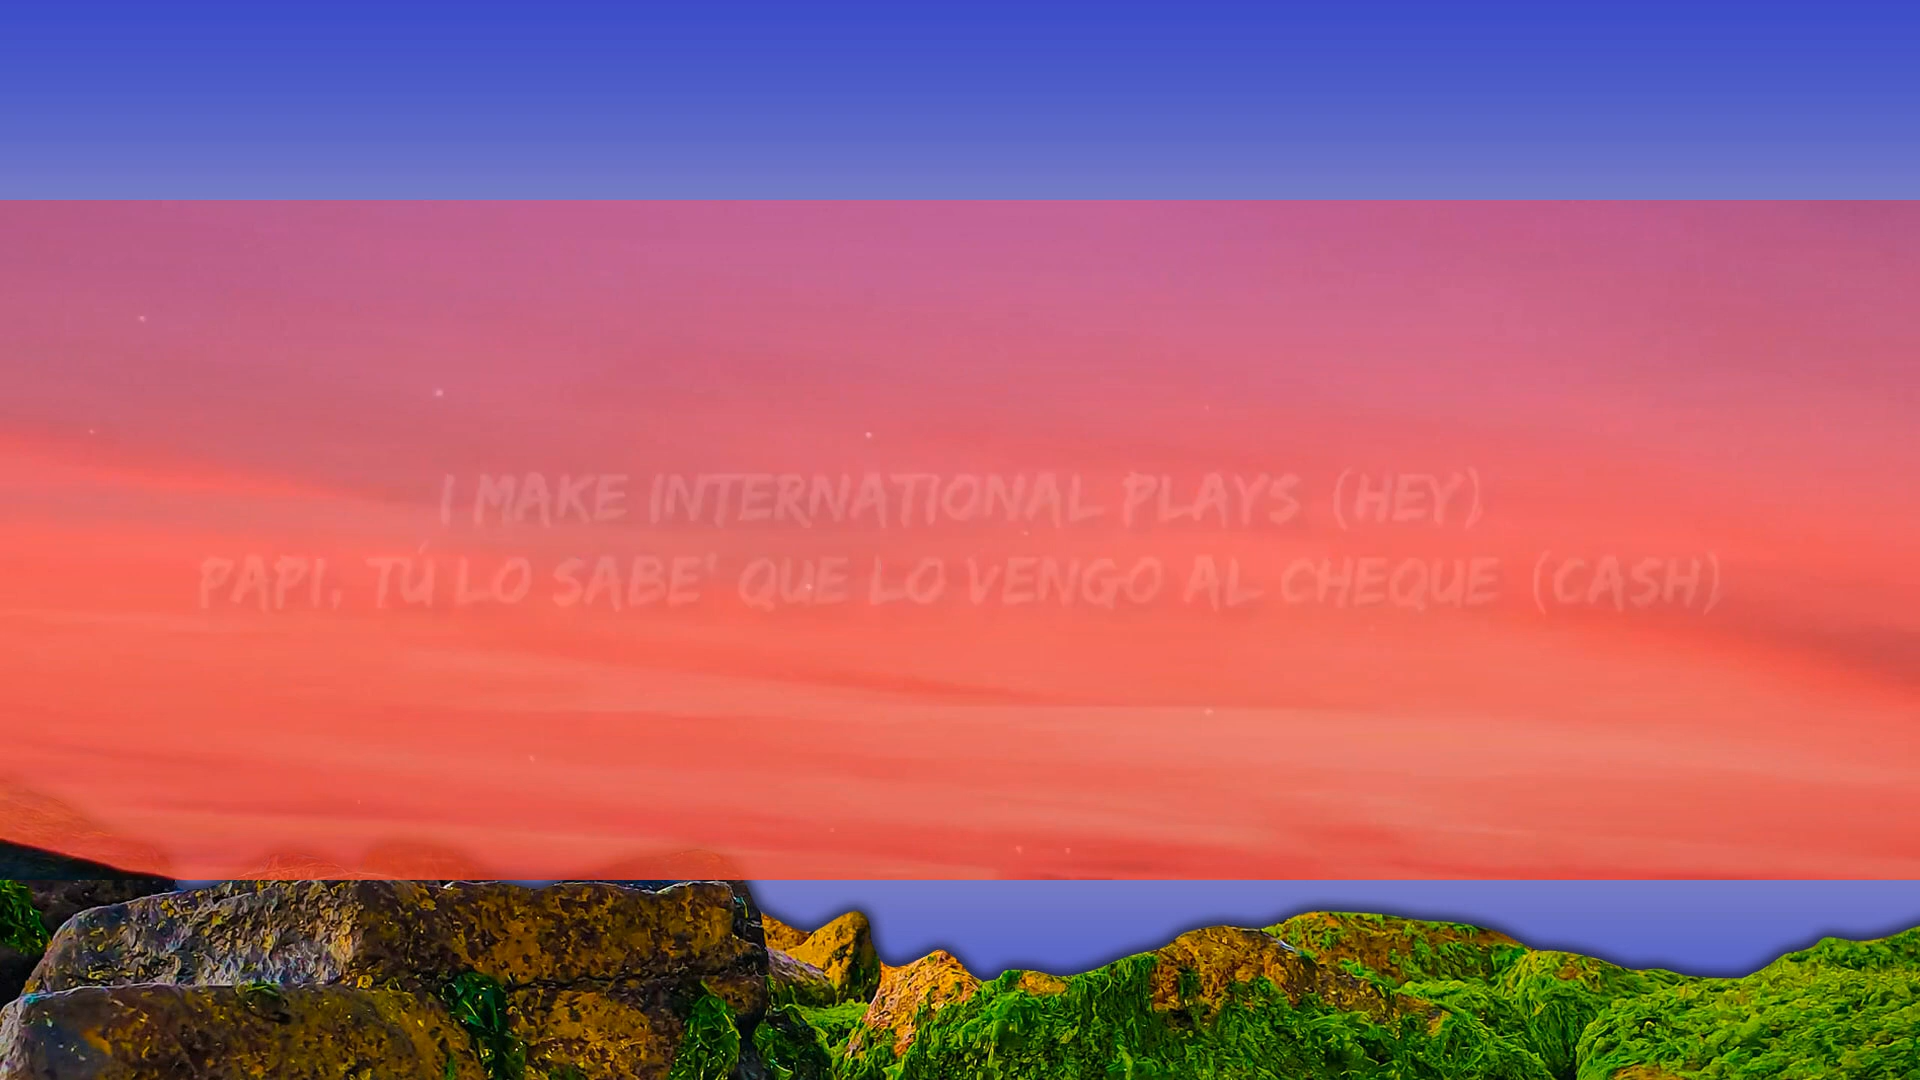 I MAKE INTERNATIONAL PLAYS (HEY)
PAPI, TÚ LO SABE' QUE LO VENGO AL CHEQUE (CASH)